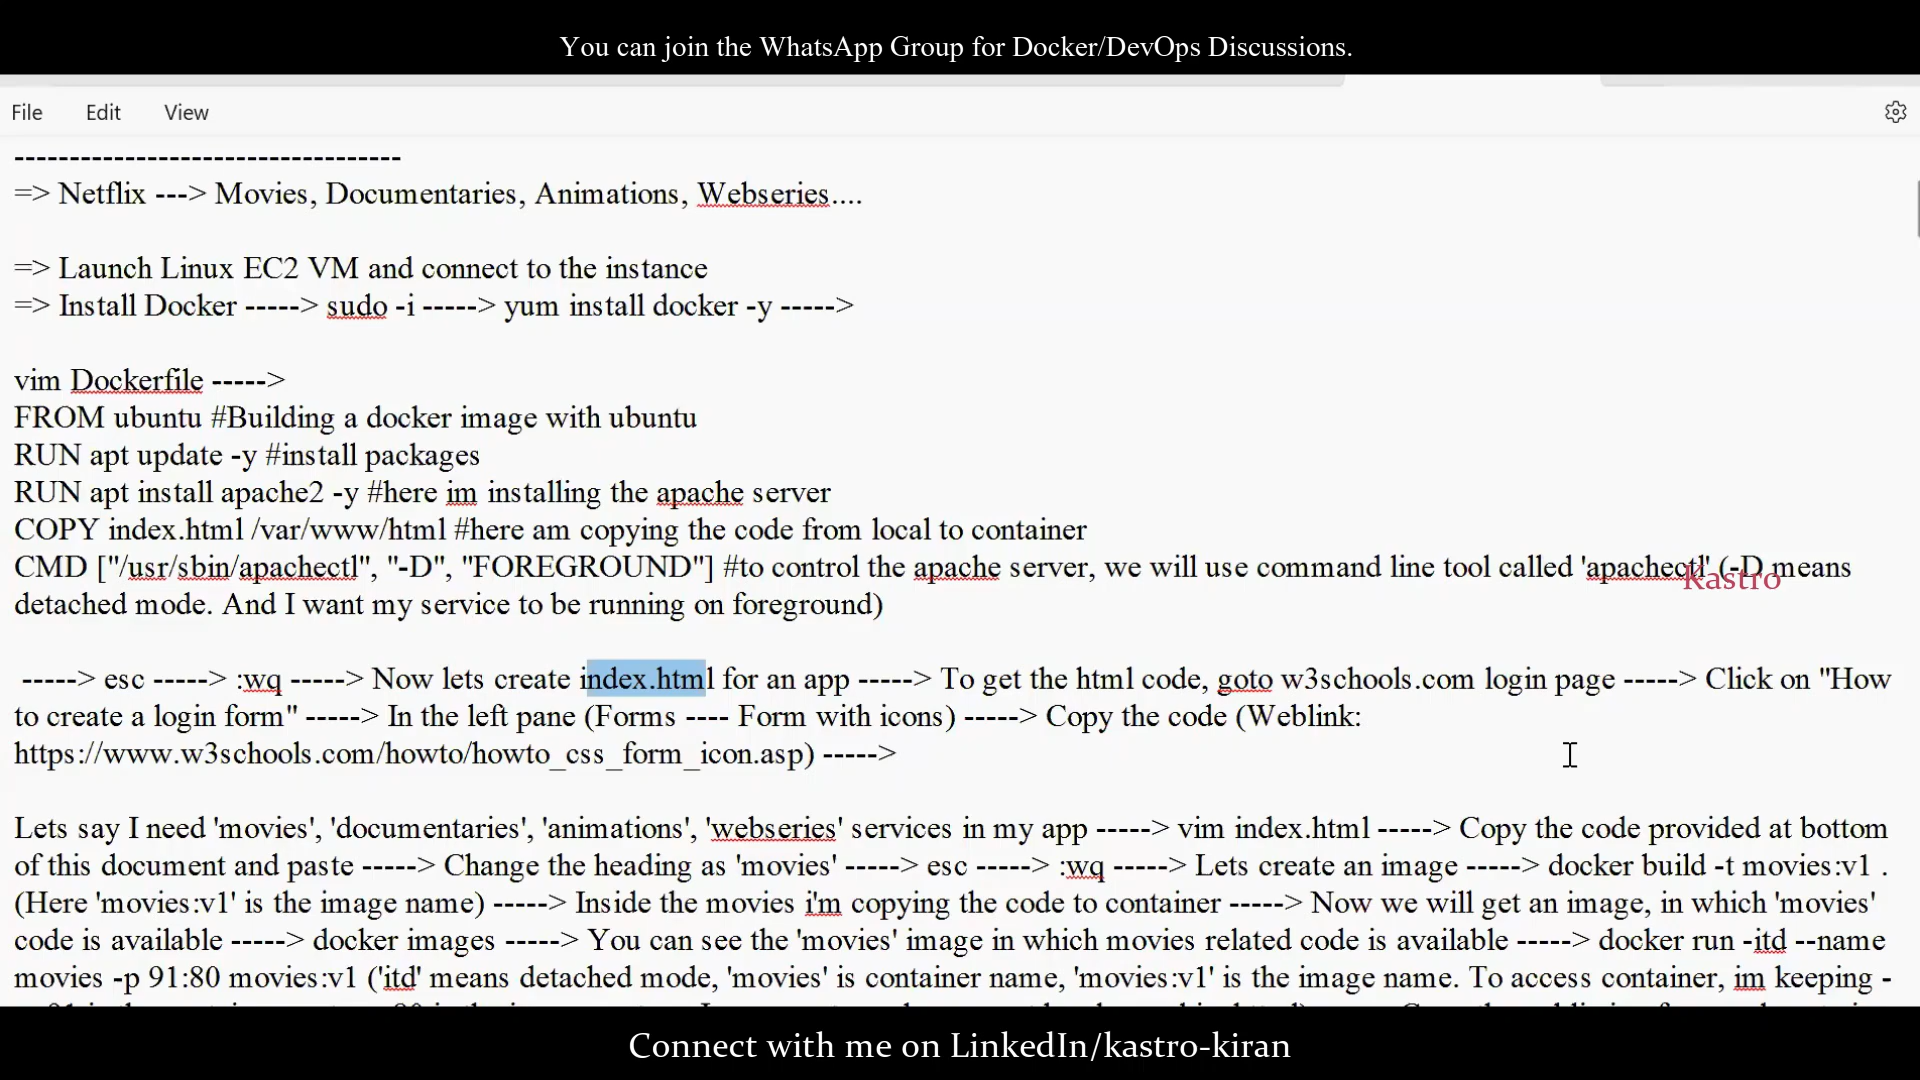 You can join the WhatsApp Group for Docker/DevOps Discussions.
File Edit View
-----------------------------------
=> Netflix ---> Movies, Documentaries, Animations, Webseries....
=> Launch Linux EC2 VM and connect to the instance
=> Install Docker -----> sudo -i -----> yum install docker -y ----->
vim Dockerfile ----->
FROM ubuntu #Building a docker image with ubuntu
RUN apt update -y #install packages
RUN apt install apache2 -y #here im installing the apache server
COPY index.html /var/www/html #here am copying the code from local to container
CMD ["/usr/sbin/apachectl", "-D", "FOREGROUND"] #to control the apache server, we will use command line tool called 'apachectl' (-D means
Kastro
detached mode. And I want my service to be running on foreground)
-----> esc -----> :wq -----> Now lets create index.html for an app -----> To get the html code, goto w3schools.com login page -----> Click on "How
to create a login form" -----> In the left pane (Forms ---- Form with icons) -----> Copy the code (Weblink:
https://www.w3schools.com/howto/howto_css_form_icon.asp) ----->
Lets say I need 'movies', 'documentaries', 'animations', 'webseries' services in my app -----> vim index.html -----> Copy the code provided at bottom
of this document and paste -----> Change the heading as 'movies' -----> esc -----> :wq -----> Lets create an image -----> docker build -t movies:v1 .
(Here 'movies:v1' is the image name) -----> Inside the movies i'm copying the code to container -----> Now we will get an image, in which 'movies'
code is available -----> docker images -----> You can see the 'movies' image in which movies related code is available -----> docker run -itd --name
movies -p 91:80 movies:v1 ('itd' means detached mode, 'movies' is container name, 'movies:v1' is the image name. To access container, im keeping -
Connect with me on LinkedIn/kastro-kiran